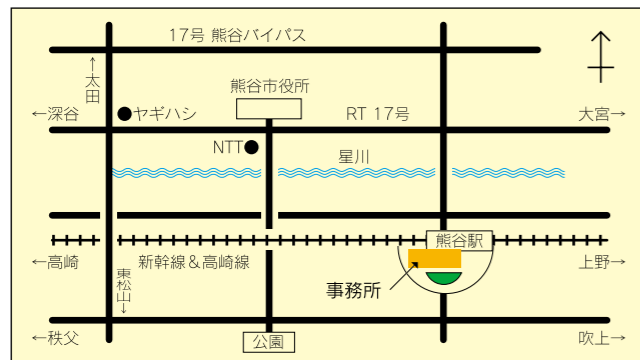 17号 熊谷バイパス
←太田
熊谷市役所
←深谷
ヤギハシ
RT 17号
大宮→
NTT
星川
熊谷駅
←高崎
新幹線＆高崎線
上野→
東松山→
事務所
←秩父
公園
吹上→